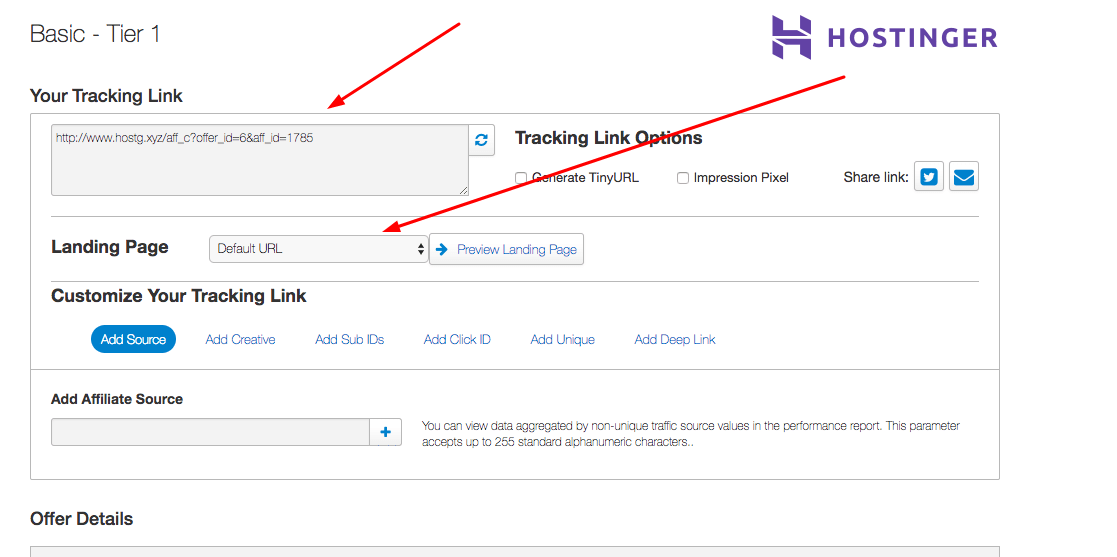 Basic - Tier 1
HOSTINGER
Your Tracking Link
http://www.hostg.xyz/aff_c?offer_id=6&aff_id=1785
Tracking Link Options
Generate TinyURL
Impression Pixel
Share link:
Landing Page
Default URL
Preview Landing Page
Customize Your Tracking Link
Add Source
Add Creative
Add Sub IDs
Add Click ID
Add Unique
Add Deep Link
Add Affiliate Source
You can view data aggregated by non-unique traffic source values in the performance report. This parameter
accepts up to 255 standard alphanumeric characters..
Offer Details